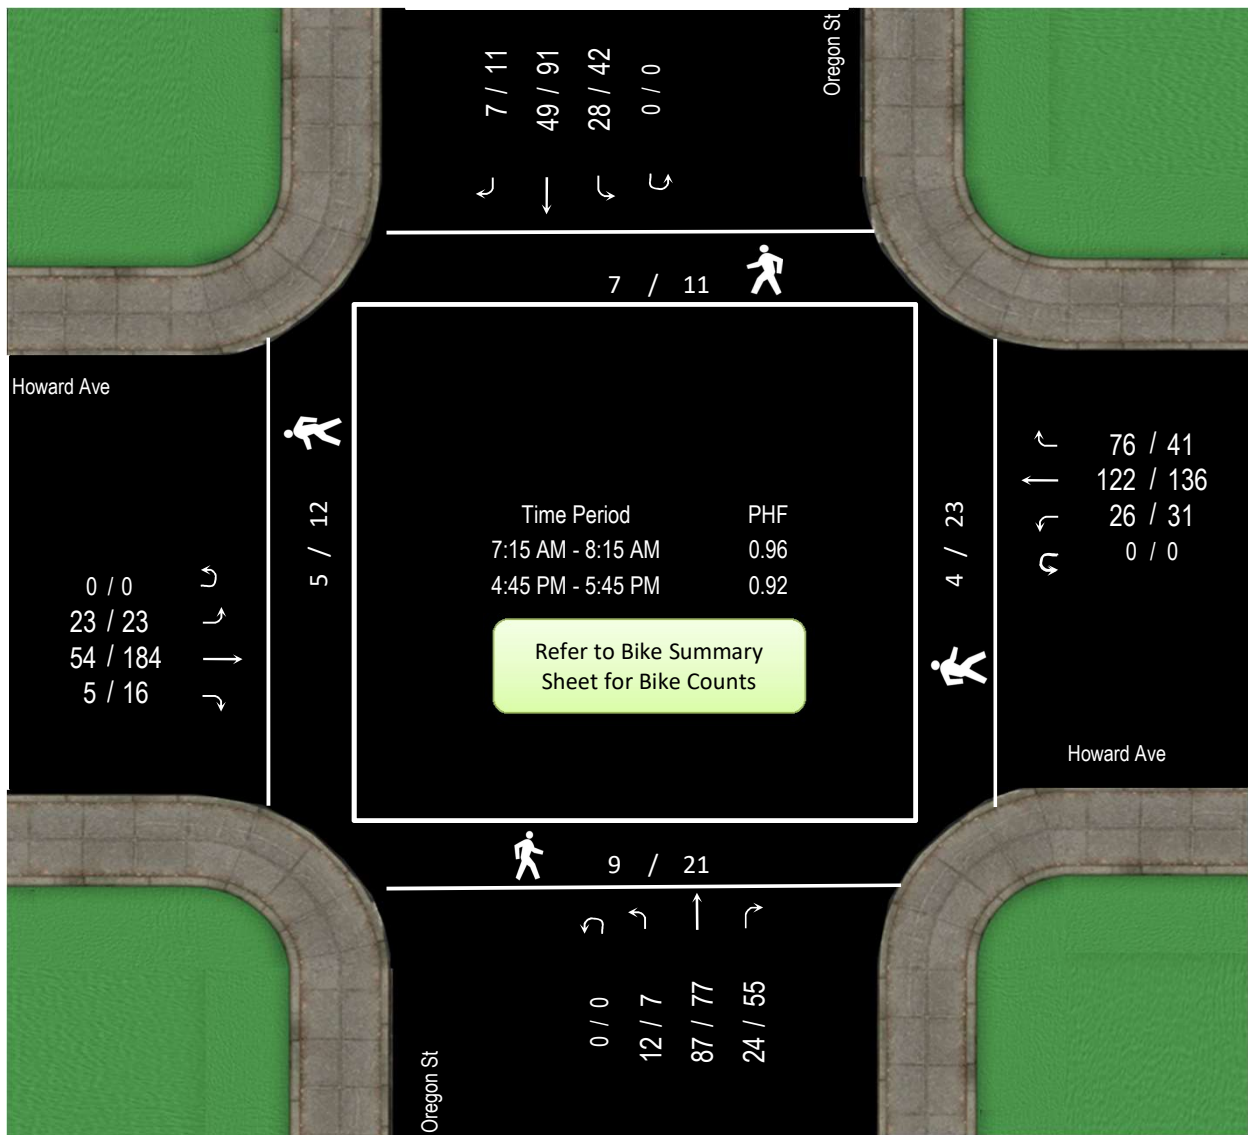 Oregon St
7 / 11
49 / 91
28 / 42
0 / 0
7 / 11
Howard Ave
5 / 12
0 / 0
23 / 23
54 / 184
5 / 16
Time Period PHF
7:15 AM - 8:15 AM 0.96
4:45 PM - 5:45 PM 0.92
Refer to Bike Summary
Sheet for Bike Counts
4 / 23
76 / 41
122 / 136
26 / 31
0 / 0
Howard Ave
9 / 21
0 / 0
12 / 7
87 / 77
24 / 55
Oregon St